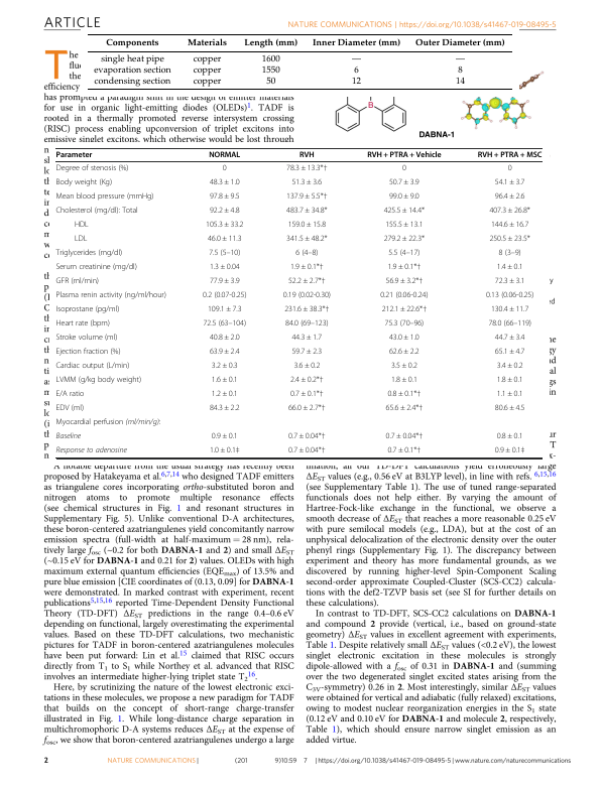 ARTICLE
NATURE COMMUNICATIONS | https://doi.org/10.1038/s41467-019-08495-5
Components Materials Length (mm) Inner Diameter (mm) Outer Diameter (mm)
single heat pipe copper 1600 — —
evaporation section copper 1550 6 8
condensing section copper 50 12 14
The
the
efficiency
has prompted a paradigm shift in the design of emitter materials
for use in organic light-emitting diodes (OLEDs)1. TADF is
rooted in a thermally promoted reverse intersystem crossing
(RISC) process enabling upconversion of triplet excitons into
emissive singlet excitons, which otherwise would be lost through
B
DABNA-1
Parameter NORMAL RVH RVH + PTRA + Vehicle RVH + PTRA + MSC
Degree of stenosis (%) 0 78.3 ± 13.3*† 0 0
Body weight (Kg) 48.3 ± 1.0 51.3 ± 3.6 50.7 ± 3.9 54.1 ± 3.7
Mean blood pressure (mmHg) 97.8 ± 9.5 137.9 ± 5.5*† 99.0 ± 9.0 96.4 ± 2.6
Cholesterol (mg/dl): Total 92.2 ± 4.8 483.7 ± 34.8* 425.5 ± 14.4* 407.3 ± 26.8*
HDL 105.3 ± 33.2 159.0 ± 15.8 155.5 ± 13.1 144.6 ± 16.7
LDL 46.0 ± 11.3 341.5 ± 48.2* 279.2 ± 22.3* 250.5 ± 23.5*
Triglycerides (mg/dl) 7.5 (5–10) 6 (4–8) 5.5 (4–17) 8 (3–9)
Serum creatinine (mg/dl) 1.3 ± 0.04 1.9 ± 0.1*† 1.9 ± 0.1*† 1.4 ± 0.1
GFR (ml/min) 77.9 ± 3.9 52.2 ± 2.7*† 56.9 ± 3.2*† 72.3 ± 3.1
Plasma renin activity (ng/ml/hour) 0.2 (0.07-0.25) 0.19 (0.02-0.30) 0.21 (0.06-0.24) 0.13 (0.06-0.25)
Isoprostane (pg/ml) 109.1 ± 7.3 231.6 ± 38.3*† 212.1 ± 22.6*† 130.4 ± 11.7
Heart rate (bpm) 72.5 (63–104) 84.0 (69–123) 75.3 (70–96) 78.0 (66–119)
Stroke volume (ml) 40.8 ± 2.0 44.3 ± 1.7 43.0 ± 1.0 44.7 ± 3.4
Ejection fraction (%) 63.9 ± 2.4 59.7 ± 2.3 62.6 ± 2.2 65.1 ± 4.7
Cardiac output (L/min) 3.2 ± 0.3 3.6 ± 0.2 3.5 ± 0.2 3.4 ± 0.2
LVMM (g/kg body weight) 1.6 ± 0.1 2.4 ± 0.2*† 1.8 ± 0.1 1.8 ± 0.1
E/A ratio 1.2 ± 0.1 0.7 ± 0.1*† 0.8 ± 0.1*† 1.1 ± 0.1
EDV (ml) 84.3 ± 2.2 66.0 ± 2.7*† 65.6 ± 2.4*† 80.6 ± 4.5
Myocardial perfusion (ml/min/g):
Baseline 0.9 ± 0.1 0.7 ± 0.04*† 0.7 ± 0.04*† 0.8 ± 0.1
Response to adenosine 1.0 ± 0.1‡ 0.7 ± 0.04*† 0.7 ± 0.1*† 0.9 ± 0.1‡
A notable departure from the usual strategy has recently been
proposed by Hatakeyama et al.6,7,14 who designed TADF emitters
as triangulene cores incorporating ortho-substituted boron and
nitrogen atoms to promote multiple resonance effects
(see chemical structures in Fig. 1 and resonant structures in
Supplementary Fig. 5). Unlike conventional D-A architectures,
these boron-centered azatriangulenes yield concomitantly narrow
emission spectra (full-width at half-maximum = 28 nm), rela-
tively large fosc (~0.2 for both DABNA-1 and 2) and small ΔEST
(~0.15 eV for DABNA-1 and 0.21 for 2) values. OLEDs with high
maximum external quantum efficiencies (EQEmax) of 13.5% and
pure blue emission [CIE coordinates of (0.13, 0.09] for DABNA-1
were demonstrated. In marked contrast with experiment, recent
publications5,15,16 reported Time-Dependent Density Functional
Theory (TD-DFT) ΔEST predictions in the range 0.4–0.6 eV
depending on functional, largely overestimating the experimental
values. Based on these TD-DFT calculations, two mechanistic
pictures for TADF in boron-centered azatriangulenes molecules
have been put forward: Lin et al.15 claimed that RISC occurs
directly from T1 to S1 while Northey et al. advanced that RISC
involves an intermediate higher-lying triplet state T216.
Here, by scrutinizing the nature of the lowest electronic exci-
tations in these molecules, we propose a new paradigm for TADF
that builds on the concept of short-range charge-transfer
illustrated in Fig. 1. While long-distance charge separation in
multichromophoric D-A systems reduces ΔEST at the expense of
fosc, we show that boron-centered azatriangulenes undergo a large
mination, all our TD-DFT calculations yield erroneously large
ΔEST values (e.g., 0.56 eV at B3LYP level), in line with refs. 6,15,16
(see Supplementary Table 1). The use of tuned range-separated
functionals does not help either. By varying the amount of
Hartree-Fock-like exchange in the functional, we observe a
smooth decrease of ΔEST that reaches a more reasonable 0.25 eV
with pure semilocal models (e.g., LDA), but at the cost of an
unphysical delocalization of the electronic density over the outer
phenyl rings (Supplementary Fig. 1). The discrepancy between
experiment and theory has more fundamental grounds, as we
discovered by running higher-level Spin-Component Scaling
second-order approximate Coupled-Cluster (SCS-CC2) calcula-
tions with the def2-TZVP basis set (see SI for further details on
these calculations).
In contrast to TD-DFT, SCS-CC2 calculations on DABNA-1
and compound 2 provide (vertical, i.e., based on ground-state
geometry) ΔEST values in excellent agreement with experiments,
Table 1. Despite relatively small ΔEST values (<0.2 eV), the lowest
singlet electronic excitation in these molecules is strongly
dipole-allowed with a fosc of 0.31 in DABNA-1 and (summing
over the two degenerated singlet excited states arising from the
C3V-symmetry) 0.26 in 2. Most interestingly, similar ΔEST values
were obtained for vertical and adiabatic (fully relaxed) excitations,
owing to modest nuclear reorganization energies in the S1 state
(0.12 eV and 0.10 eV for DABNA-1 and molecule 2, respectively,
Table 1), which should ensure narrow singlet emission as an
added virtue.
2 NATURE COMMUNICATIONS| (201 9)10:59 7 | https://doi.org/10.1038/s41467-019-08495-5 | www.nature.com/naturecommunications